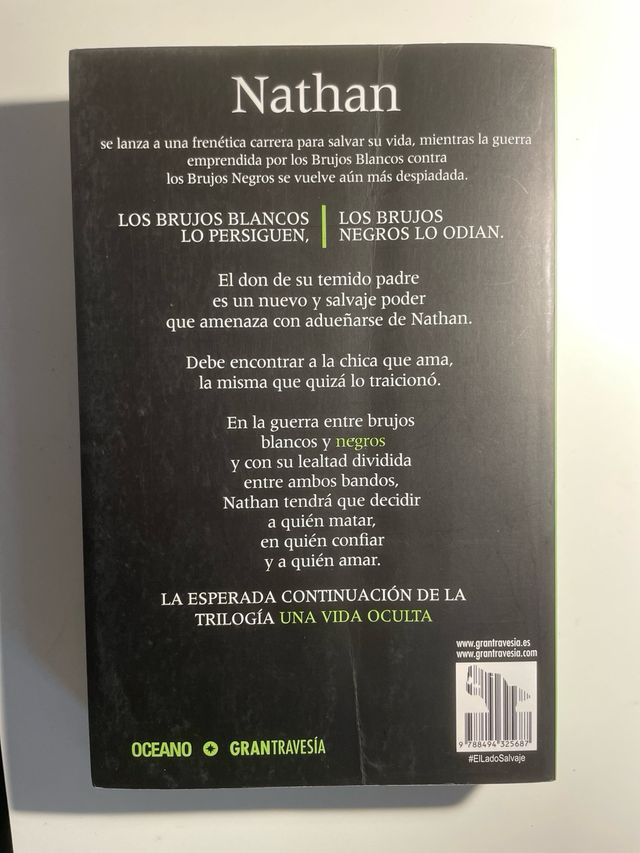 Nathan
se lanza a una frenética carrera para salvar su vida, mientras la guerra
emprendida por los Brujos Blancos contra
los Brujos Negros se vuelve aún más despiadada.
LOS BRUJOS BLANCOS
LO PERSIGUEN,
LOS BRUJOS
NEGROS LO ODIAN.
El don de su temido padre
es un nuevo y salvaje poder
que amenaza con adueñarse de Nathan.
Debe encontrar a la chica que ama,
la misma que quizá lo traicionó.
En la guerra entre brujos
blancos y negros
y con su lealtad dividida
entre ambos bandos,
Nathan tendrá que decidir
a quién matar,
en quién confiar
y a quién amar.
LA ESPERADA CONTINUACIÓN DE LA
TRILOGÍA UNA VIDA OCULTA
www.grantravesia.es
www.grantravesia.com
9 788494 325687
#ElLadoSalvaje
OCEANO GRANTRAVESÍA